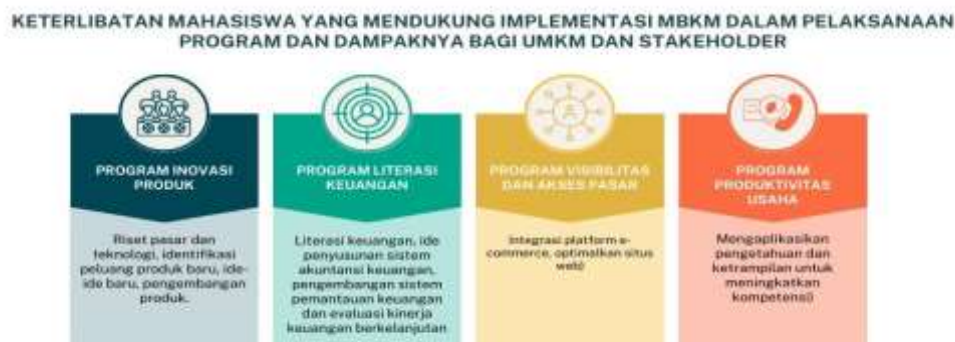 KETERLIBATAN MAHASISWA YANG MENDUKUNG IMPLEMENTASI MBKM DALAM PELAKSANAAN
PROGRAM DAN DAMPAKNYA BAGI UMKM DAN STAKEHOLDER
PROGRAM INOVASI
PRODUK
Riset pasar dan
teknologi, identifikasi
peluang produk baru, ide-
ide baru, pengembangan
produk.
PROGRAM LITERASI
KEUANGAN
Literasi keuangan, ide
penyusunan sistem
akuntansi keuangan,
pengembangan sistem
pemantauan keuangan
dan evaluasi kinerja
keuangan berkelanjutan
PROGRAM VISIBILITAS
DAN AKSES PASAR
Integrasi platform e-
commerce, optimalkan situs
web)
PROGRAM
PRODUKTIVITAS
USAHA
Mengaplikasikan
pengetahuan dan
ketrampilan untuk
meningkatkan
kompetensi)